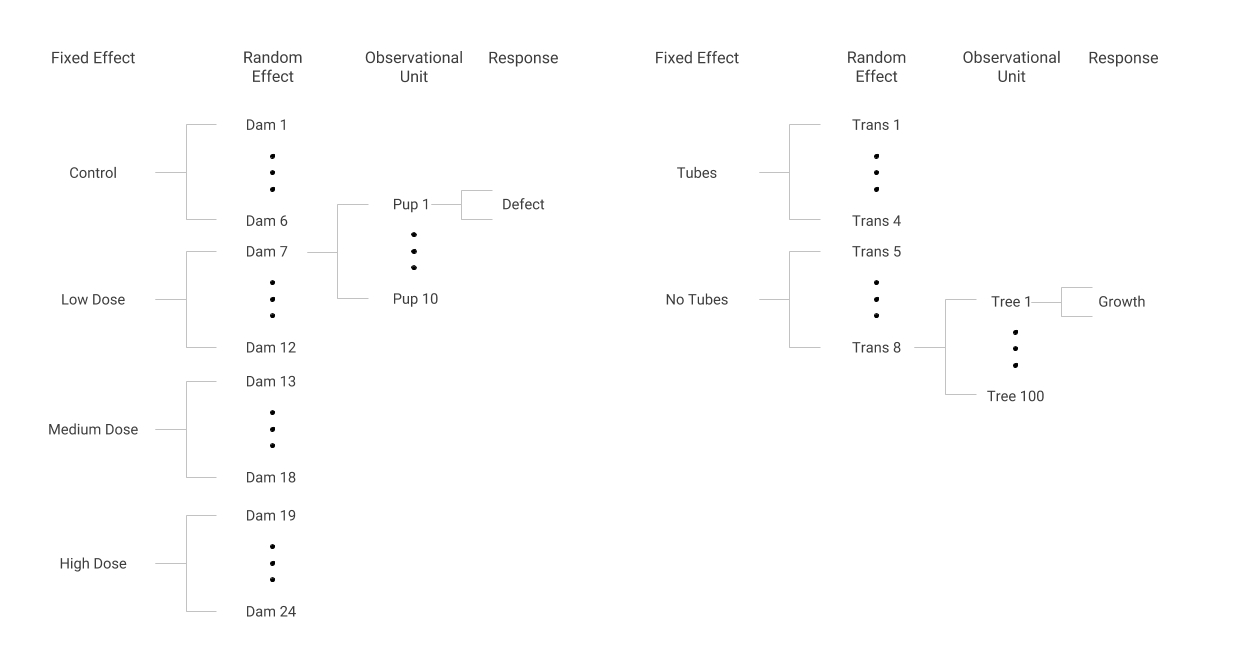 Fixed Effect
Random
Effect
Observational
Unit
Response
Dam 1
Control
Dam 6
Dam 7
Pup 1
Defect
Low Dose
Pup 10
Dam 12
Dam 13
Medium Dose
Dam 18
Dam 19
High Dose
Dam 24
Fixed Effect
Random
Effect
Observational
Unit
Response
Trans 1
Tubes
Trans 4
Trans 5
No Tubes
Tree 1
Growth
Trans 8
Tree 100